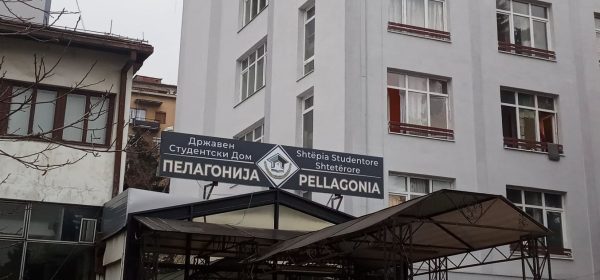 Државен
Студентски Дом
ПЕЛАГОНИЈА
Shtëpia Studentore
Shtetërore
PELLAGONIA